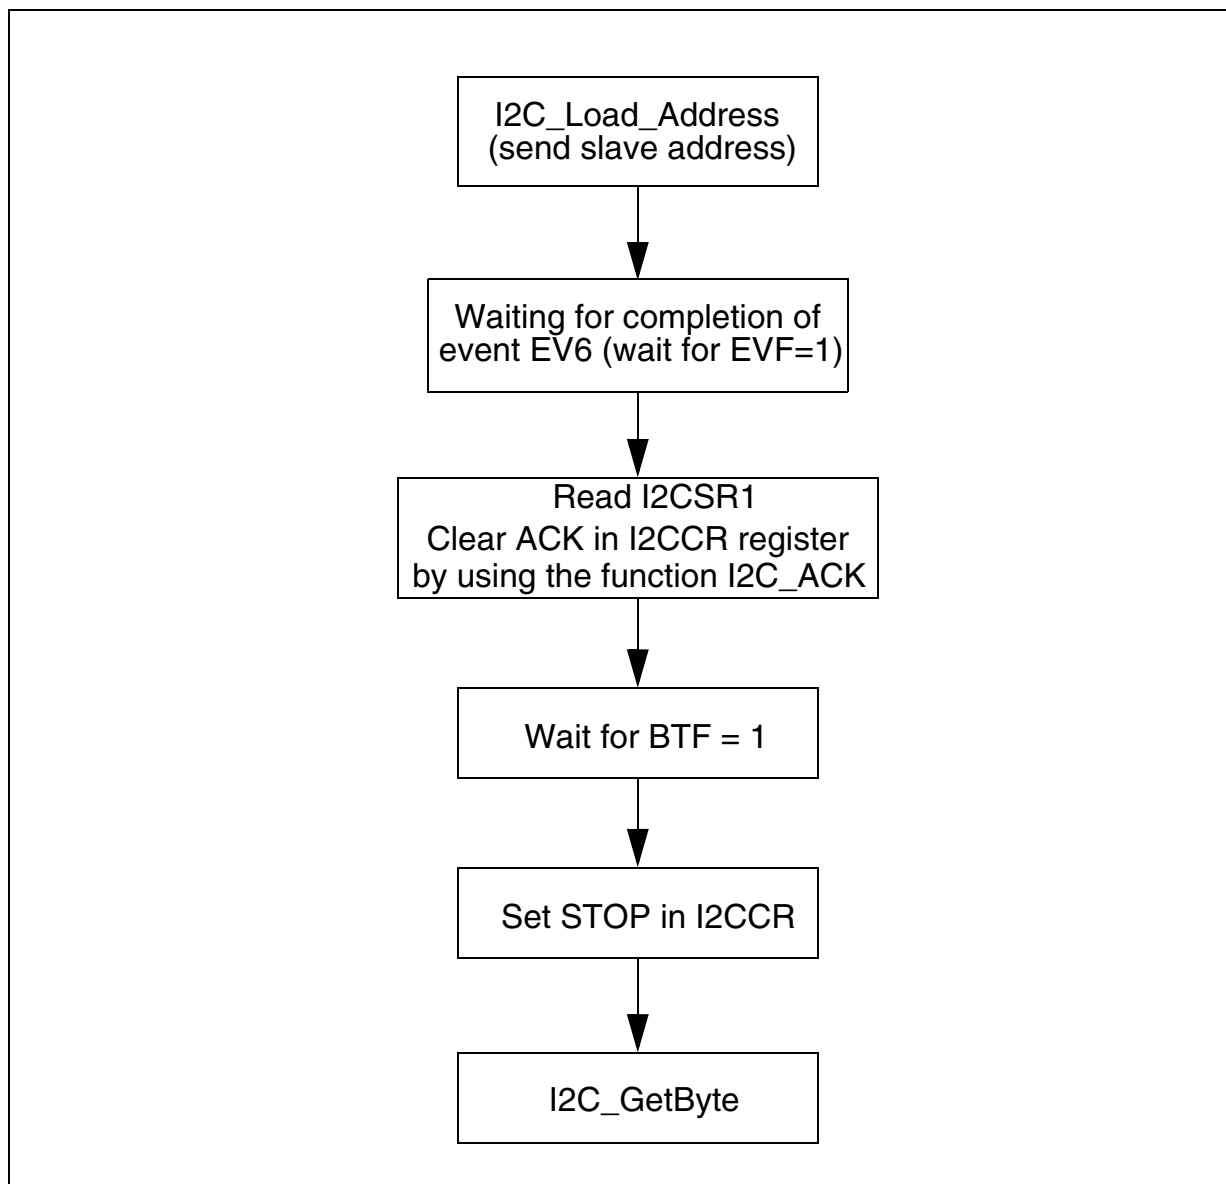 I2C_Load_Address
(send slave address)
Waiting for completion of
event EV6 (wait for EVF=1)
Read I2CSR1
Clear ACK in I2CCR register
by using the function I2C_ACK
Wait for BTF = 1
Set STOP in I2CCR
I2C_GetByte